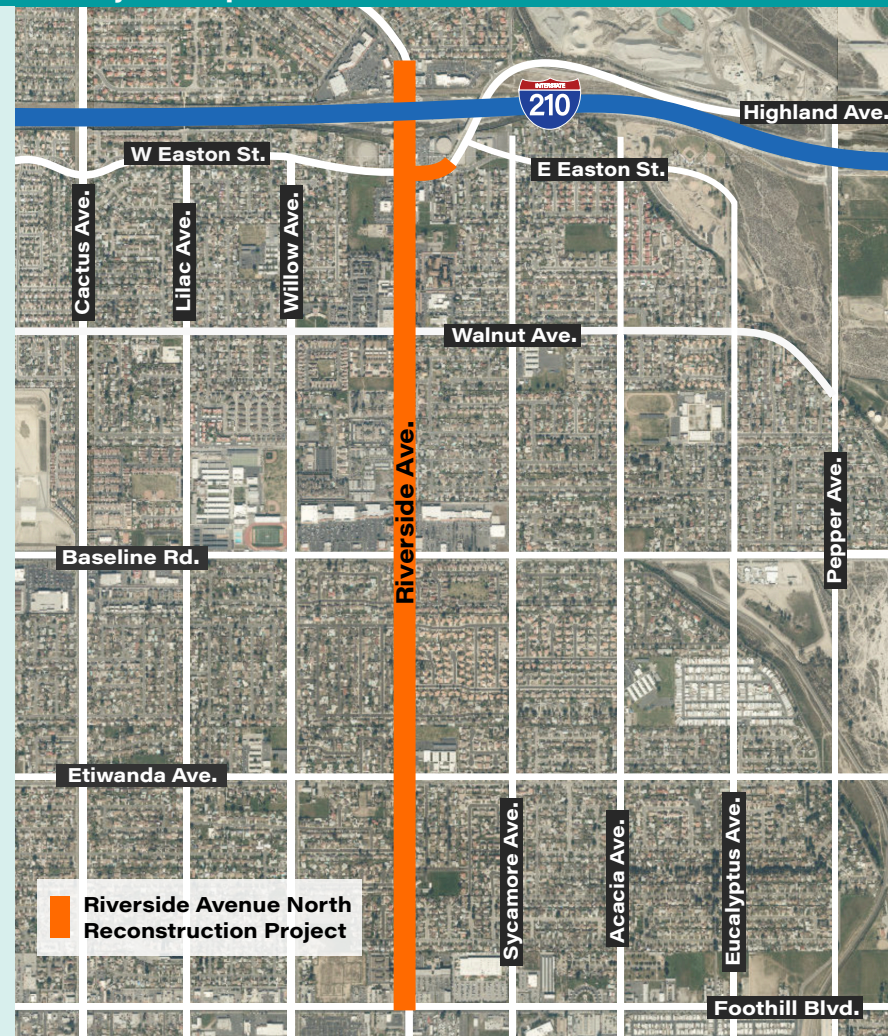 INTERSTATE
210
Highland Ave.
W Easton St.
E Easton St.
Cactus Ave.
Lilac Ave.
Willow Ave.
Walnut Ave.
Riverside Ave.
Pepper Ave.
Baseline Rd.
Etiwanda Ave.
Sycamore Ave.
Acacia Ave.
Eucalyptus Ave.
Riverside Avenue North
Reconstruction Project
Foothill Blvd.